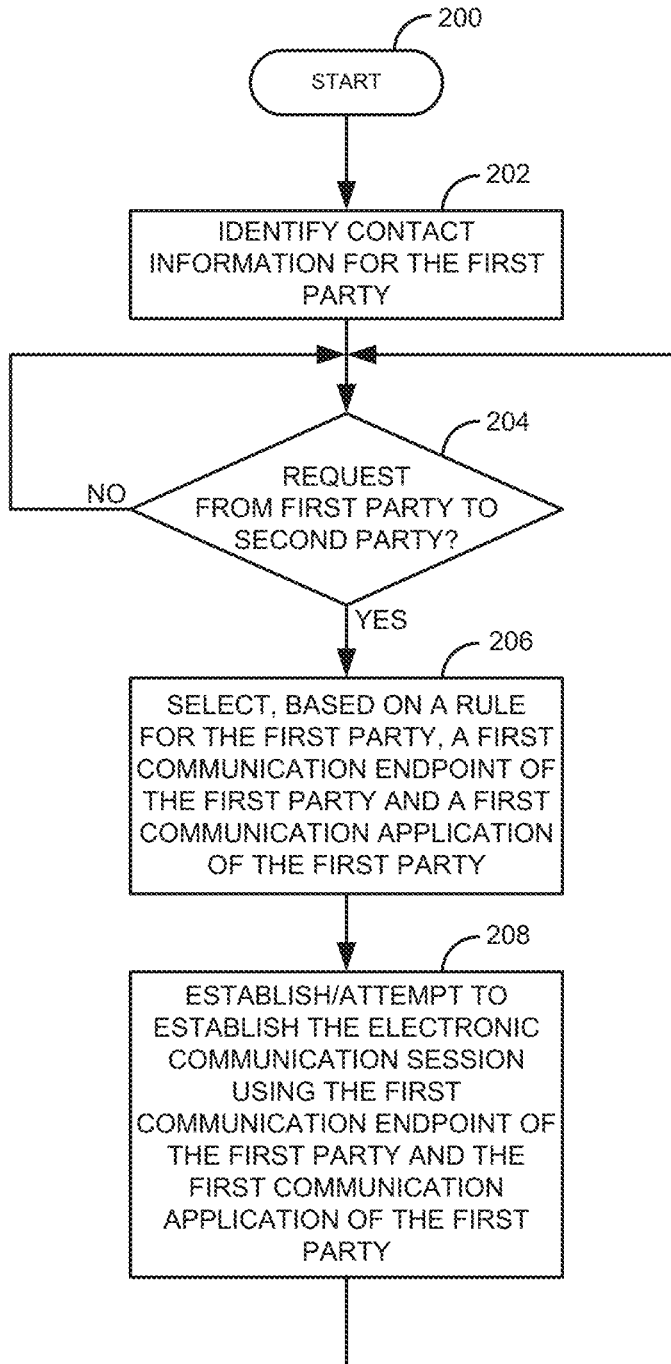 200
START
202
IDENTIFY CONTACT
INFORMATION FOR THE FIRST
PARTY
204
REQUEST
FROM FIRST PARTY TO
SECOND PARTY?
NO
YES
206
SELECT, BASED ON A RULE
FOR THE FIRST PARTY, A FIRST
COMMUNICATION ENDPOINT OF
THE FIRST PARTY AND A FIRST
COMMUNICATION APPLICATION
OF THE FIRST PARTY
208
ESTABLISH/ATTEMPT TO
ESTABLISH THE ELECTRONIC
COMMUNICATION SESSION
USING THE FIRST
COMMUNICATION ENDPOINT OF
THE FIRST PARTY AND THE
FIRST COMMUNICATION
APPLICATION OF THE FIRST
PARTY